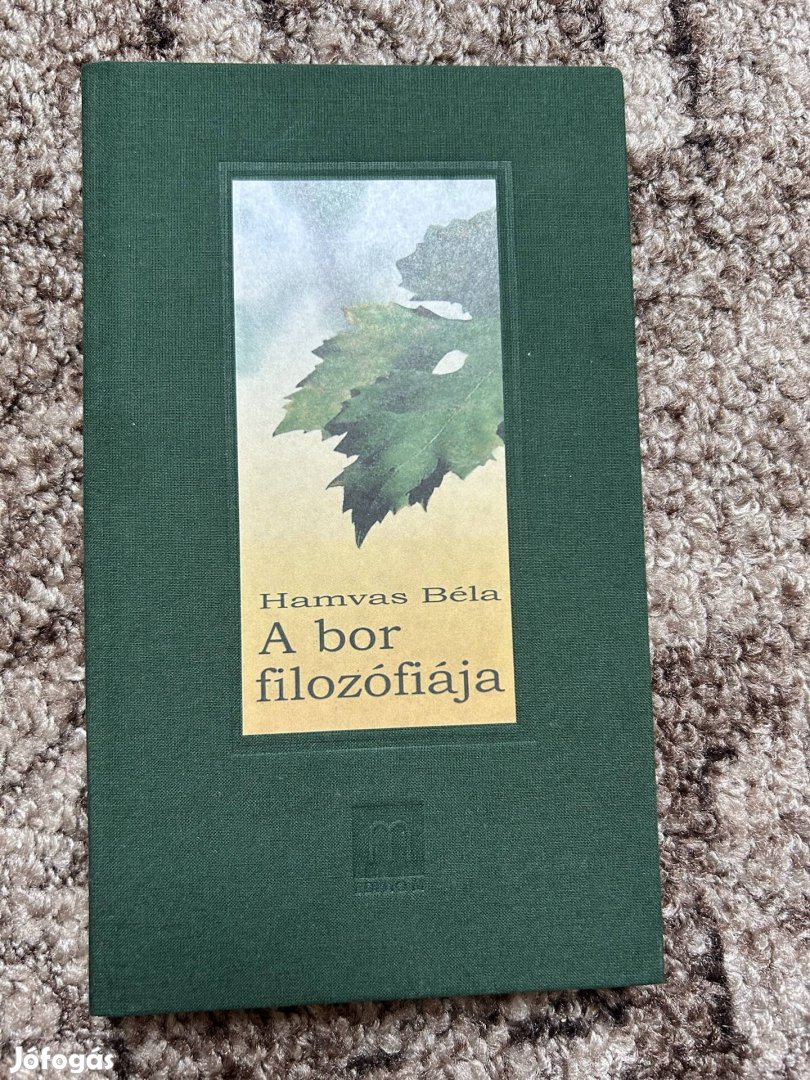 Hamvas Béla
A bor
filozófiája
m
Jófogás